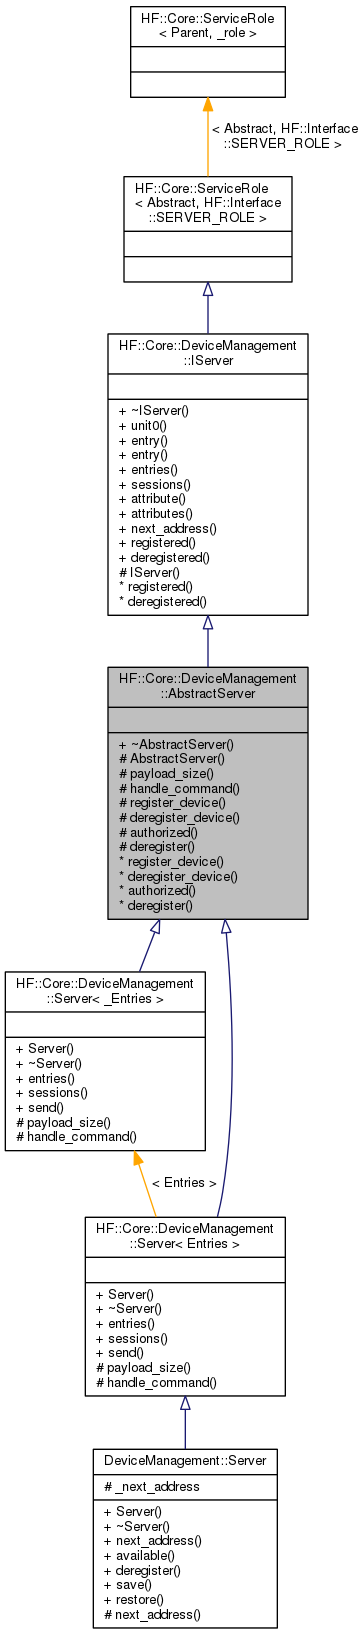 HF::Core::ServiceRole
< Parent, _role >
< Abstract, HF::Interface
::SERVER_ROLE >
HF::Core::ServiceRole
< Abstract, HF::Interface
::SERVER_ROLE >
HF::Core::DeviceManagement
::IServer
+ ~IServer()
+ unit0()
+ entry()
+ entry()
+ entries()
+ sessions()
+ attribute()
+ attributes()
+ next_address()
+ registered()
+ deregistered()
# IServer()
* registered()
* deregistered()
HF::Core::DeviceManagement
::AbstractServer
+ ~AbstractServer()
# AbstractServer()
# payload_size()
# handle_command()
# register_device()
# deregister_device()
# authorized()
# deregister()
* register_device()
* deregister_device()
* authorized()
* deregister()
HF::Core::DeviceManagement
::Server< _Entries >
+ Server()
+ ~Server()
+ entries()
+ sessions()
+ send()
# payload_size()
# handle_command()
< Entries >
HF::Core::DeviceManagement
::Server< Entries >
+ Server()
+ ~Server()
+ entries()
+ sessions()
+ send()
# payload_size()
# handle_command()
DeviceManagement::Server
# _next_address
+ Server()
+ ~Server()
+ next_address()
+ available()
+ deregister()
+ save()
+ restore()
# next_address()